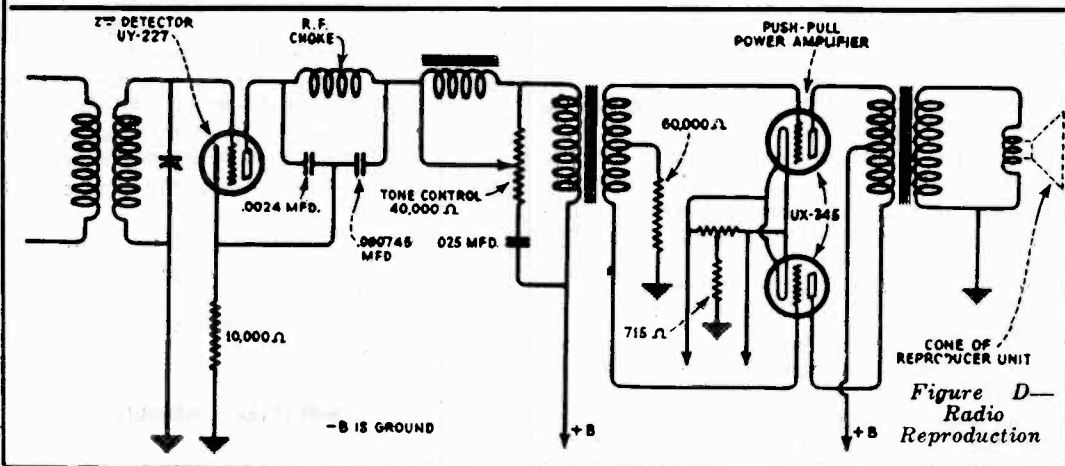 2ND DETECTOR
UY-227
R.F.
CHOKE
PUSH-PULL
POWER AMPLIFIER
60,000 Ω
.0024 MFD.
TONE CONTROL
40,000 Ω
UX-245
.000745
MFD
.025 MFD.
10,000 Ω
715 Ω
CONE OF
REPRODUCER UNIT
-B IS GROUND
+B
+B
Figure D—
Radio
Reproduction